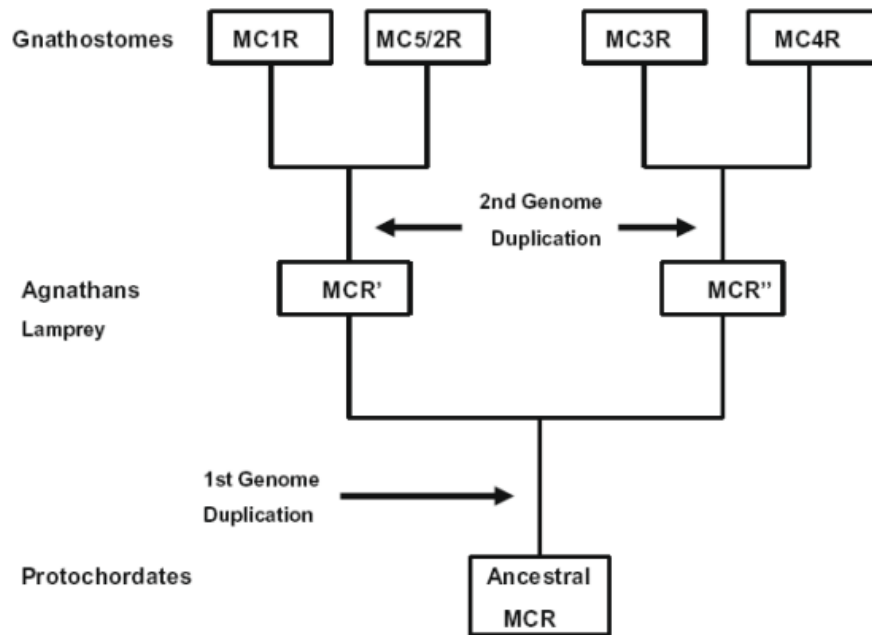 Gnathostomes MC1R MC5/2R MC3R MC4R
2nd Genome
Duplication
Agnathans MCR' MCR"
Lamprey
1st Genome
Duplication
Protochordates Ancestral
MCR